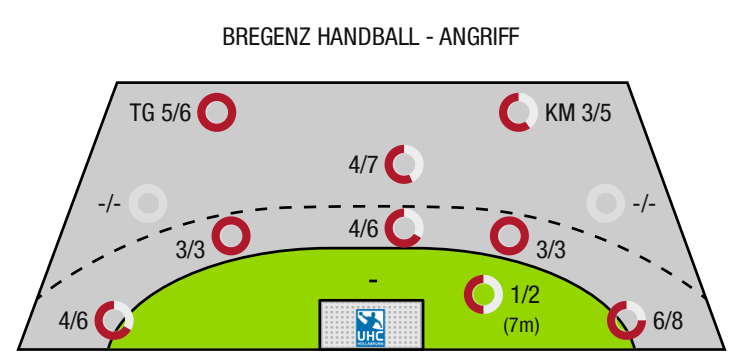 BREGENZ HANDBALL - ANGRIFF
TG 5/6
KM 3/5
4/7
-/-
-/-
4/6
3/3
3/3
-
1/2
(7m)
4/6
6/8
UHC
HOLLABRUNN